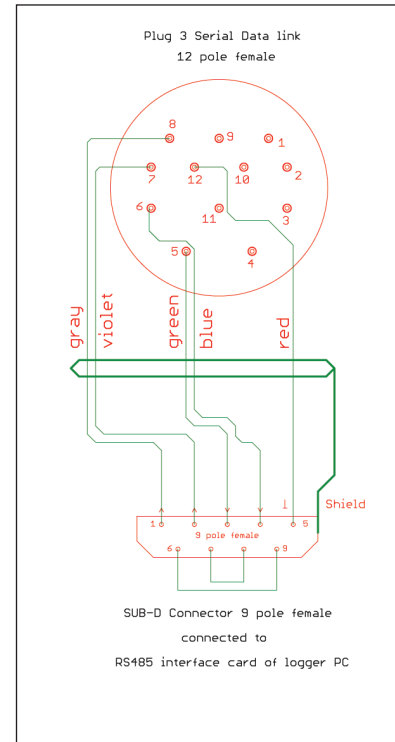 Plug 3 Serial Data link
12 pole female
8
9
1
7
12
10
2
6
11
3
5
4
gray
violet
green
blue
red
Shield
1
9 pole female
5
6
9
SUB-D Connector 9 pole female
connected to
RS485 interface card of logger PC